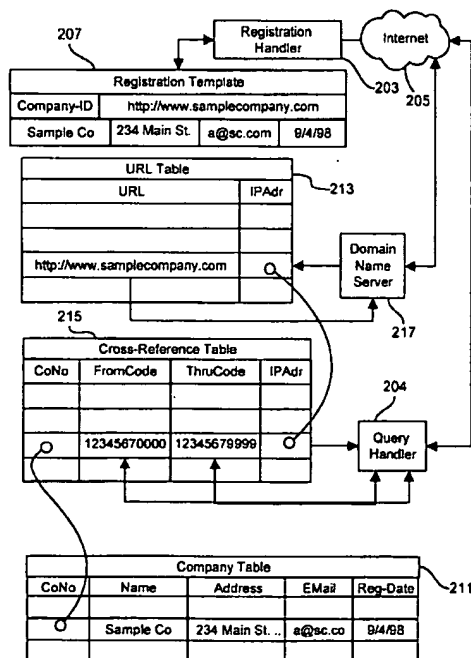 207
Registration Handler
203
Internet
205
Registration Template
Company-ID http://www.samplecompany.com
Sample Co 234 Main St. a@sc.com 9/4/98
URL Table
213
URL IPAdr
http://www.samplecompany.com
Domain Name Server
217
215
Cross-Reference Table
CoNo FromCode ThruCode IPAdr
12345670000 12345679999
204
Query Handler
Company Table
211
CoNo Name Address EMail Reg-Date
Sample Co 234 Main St. .. a@sc.co 9/4/98